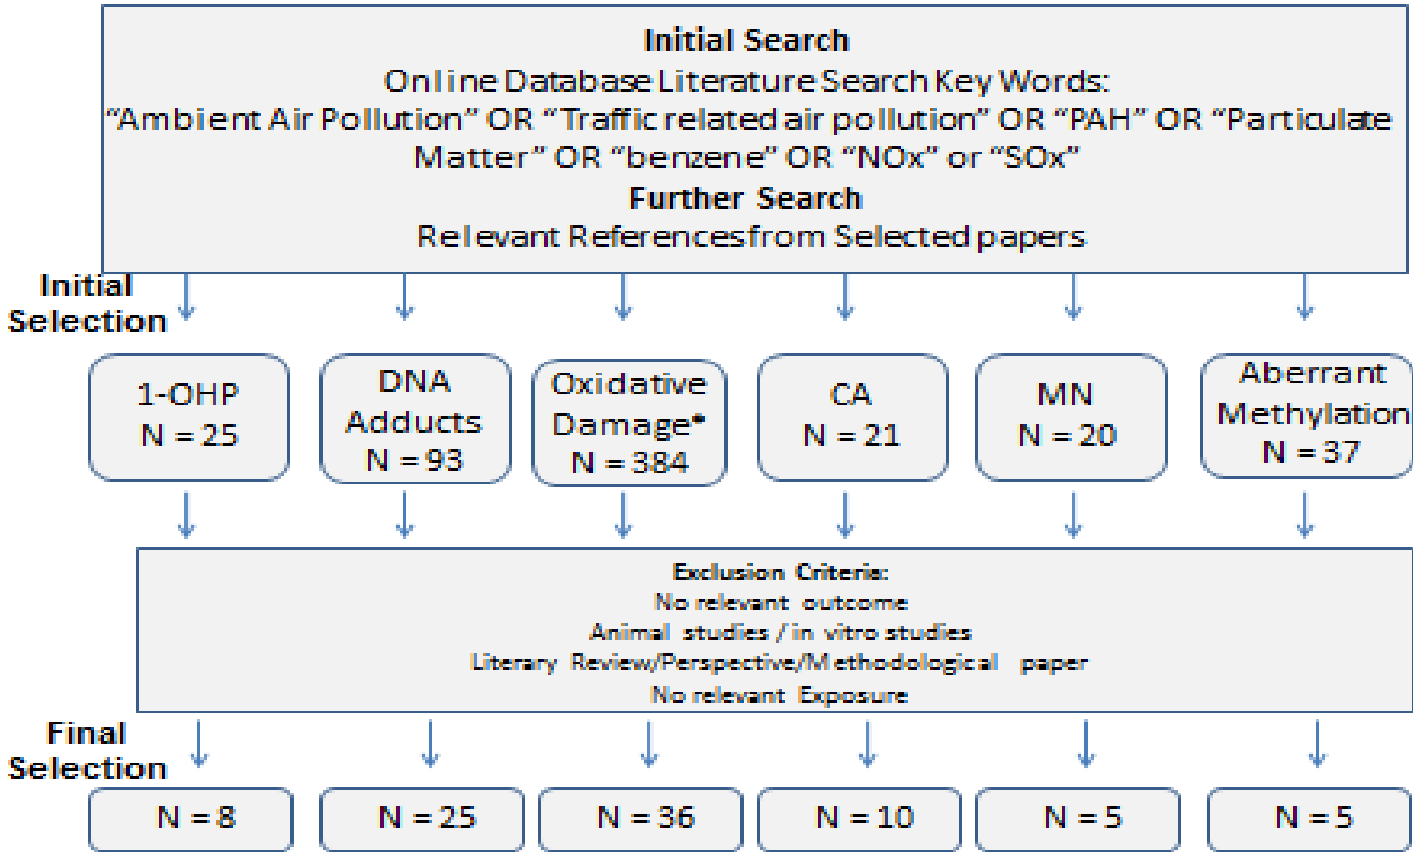 Initial Search
Online Database Literature Search Key Words:
“Ambient Air Pollution” OR “Traffic related air pollution” OR “PAH” OR “Particulate
Matter” OR “benzene” OR “NOx” or “SOx”
Further Search
Relevant References from Selected papers
Initial
Selection
1-OHP
N = 25
DNA
Adducts
N = 93
Oxidative
Damage*
N = 384
CA
N = 21
MN
N = 20
Aberrant
Methylation
N = 37
Exclusion Criteria:
No relevant outcome
Animal studies / in vitro studies
Literary Review/Perspective/Methodological paper
No relevant Exposure
Final
Selection
N = 8
N = 25
N = 36
N = 10
N = 5
N = 5